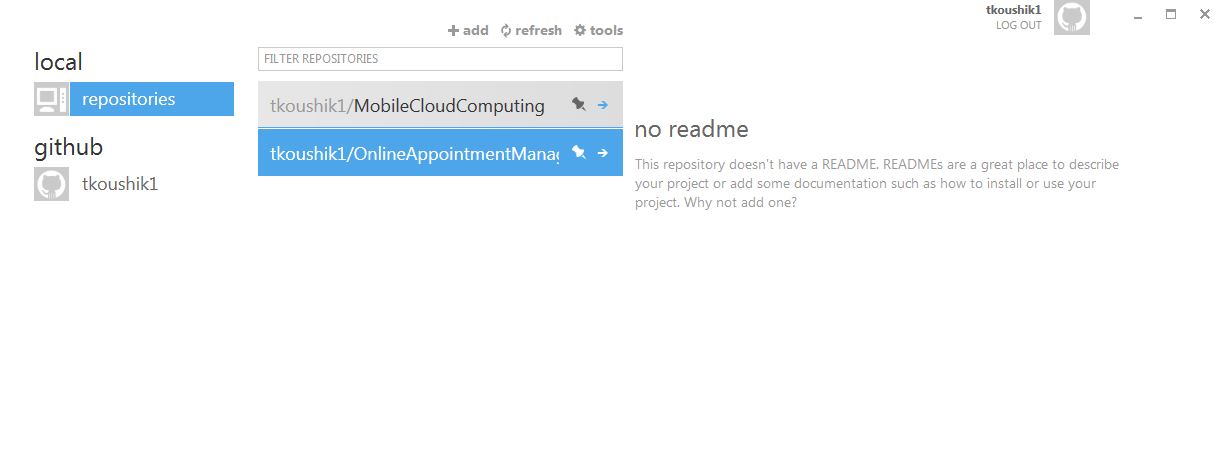 tkoushik1
LOG OUT
add refresh tools
local
FILTER REPOSITORIES
repositories
tkoushik1/MobileCloudComputing
github
no readme
tkoushik1/OnlineAppointmentManag
This repository doesn't have a README. READMEs are a great place to describe
your project or add some documentation such as how to install or use your
project. Why not add one?
tkoushik1